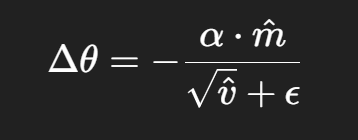 Δθ = − α · m̂ / (√v̂ + ϵ)